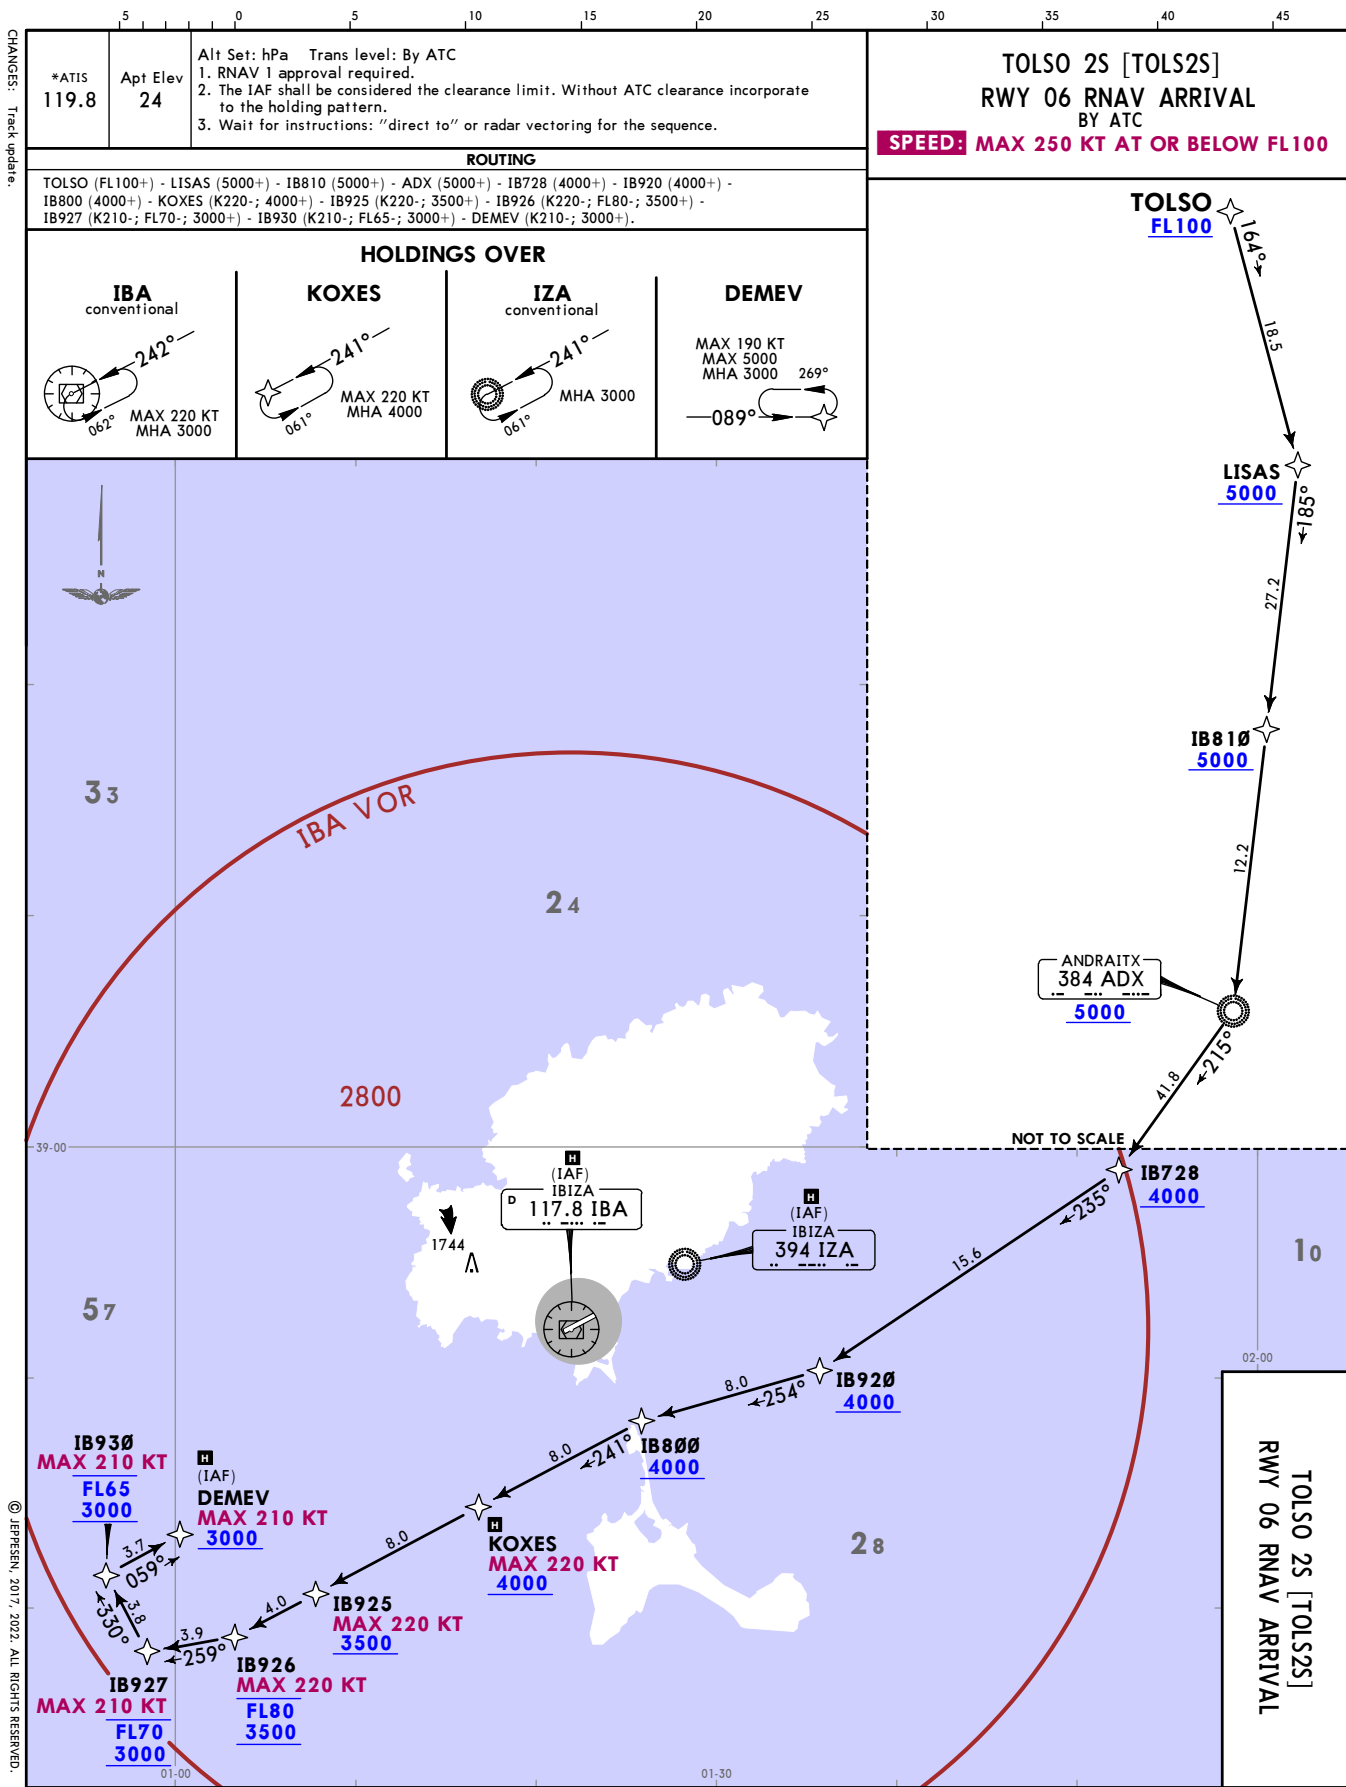 5 0 5 10 15 20 25 30 35 40 45
CHANGES: Track update.
*ATIS
119.8
Apt Elev
24
Alt Set: hPa Trans level: By ATC
1. RNAV 1 approval required.
2. The IAF shall be considered the clearance limit. Without ATC clearance incorporate
to the holding pattern.
3. Wait for instructions: "direct to" or radar vectoring for the sequence.
TOLSO 2S [TOLS2S]
RWY 06 RNAV ARRIVAL
BY ATC
SPEED: MAX 250 KT AT OR BELOW FL100
ROUTING
TOLSO (FL100+) - LISAS (5000+) - IB810 (5000+) - ADX (5000+) - IB728 (4000+) - IB920 (4000+) -
IB800 (4000+) - KOXES (K220-; 4000+) - IB925 (K220-; 3500+) - IB926 (K220-; FL80-; 3500+) -
IB927 (K210-; FL70-; 3000+) - IB930 (K210-; FL65-; 3000+) - DEMEV (K210-; 3000+).
HOLDINGS OVER
IBA
conventional
242°
062°
MAX 220 KT
MHA 3000
KOXES
241°
061°
MAX 220 KT
MHA 4000
IZA
conventional
241°
061°
MHA 3000
DEMEV
MAX 190 KT
MAX 5000
MHA 3000
269°
089°
TOLSO
FL100
164°
18.5
LISAS
5000
185°
27.2
IB81Ø
5000
12.2
ANDRAITX
384 ADX
5000
215°
41.8
NOT TO SCALE
N
33
IBA VOR
24
2800
39-00
H
(IAF)
IBIZA
D 117.8 IBA
H
(IAF)
IBIZA
394 IZA
1744
IB728
4000
235°
15.6
10
57
02-00
IB92Ø
4000
8.0
254°
IB8ØØ
4000
8.0
241°
IB93Ø
MAX 210 KT
FL65
3000
H
(IAF)
DEMEV
MAX 210 KT
3000
3.7
059°
H
KOXES
MAX 220 KT
4000
8.0
28
IB925
MAX 220 KT
3500
4.0
3.8
330°
3.9
259°
IB926
MAX 220 KT
FL80
3500
IB927
MAX 210 KT
FL70
3000
01-00
01-30
TOLSO 2S [TOLS2S]
RWY 06 RNAV ARRIVAL
© JEPPESEN, 2017, 2022. ALL RIGHTS RESERVED.